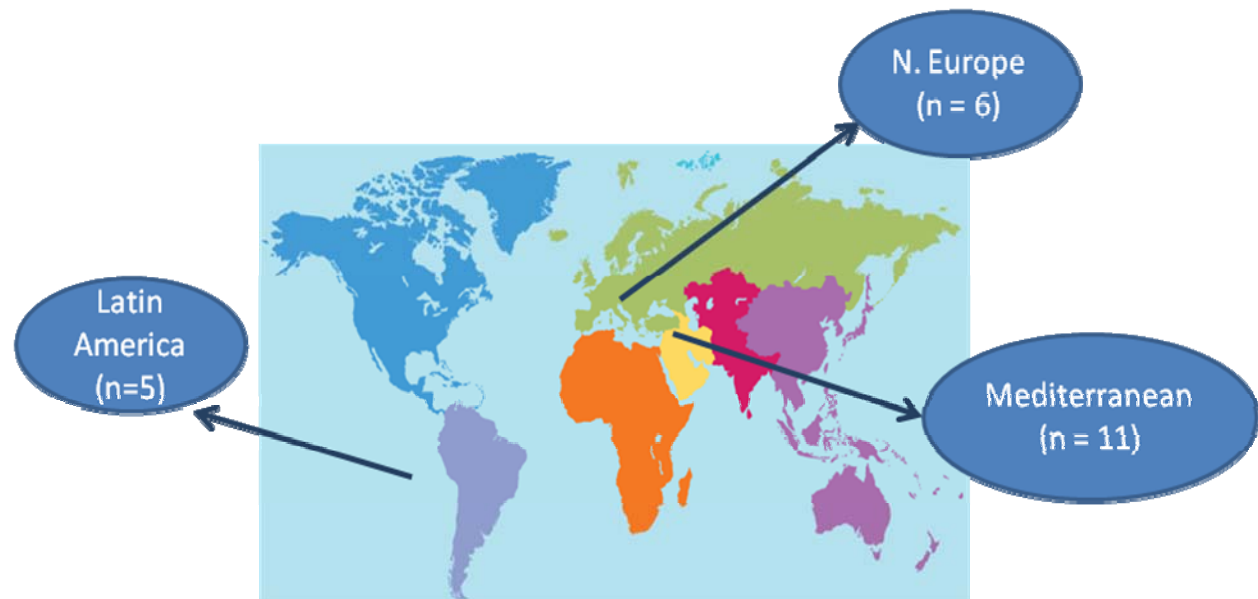 N. Europe
(n = 6)
Latin
America
(n=5)
Mediterranean
(n = 11)